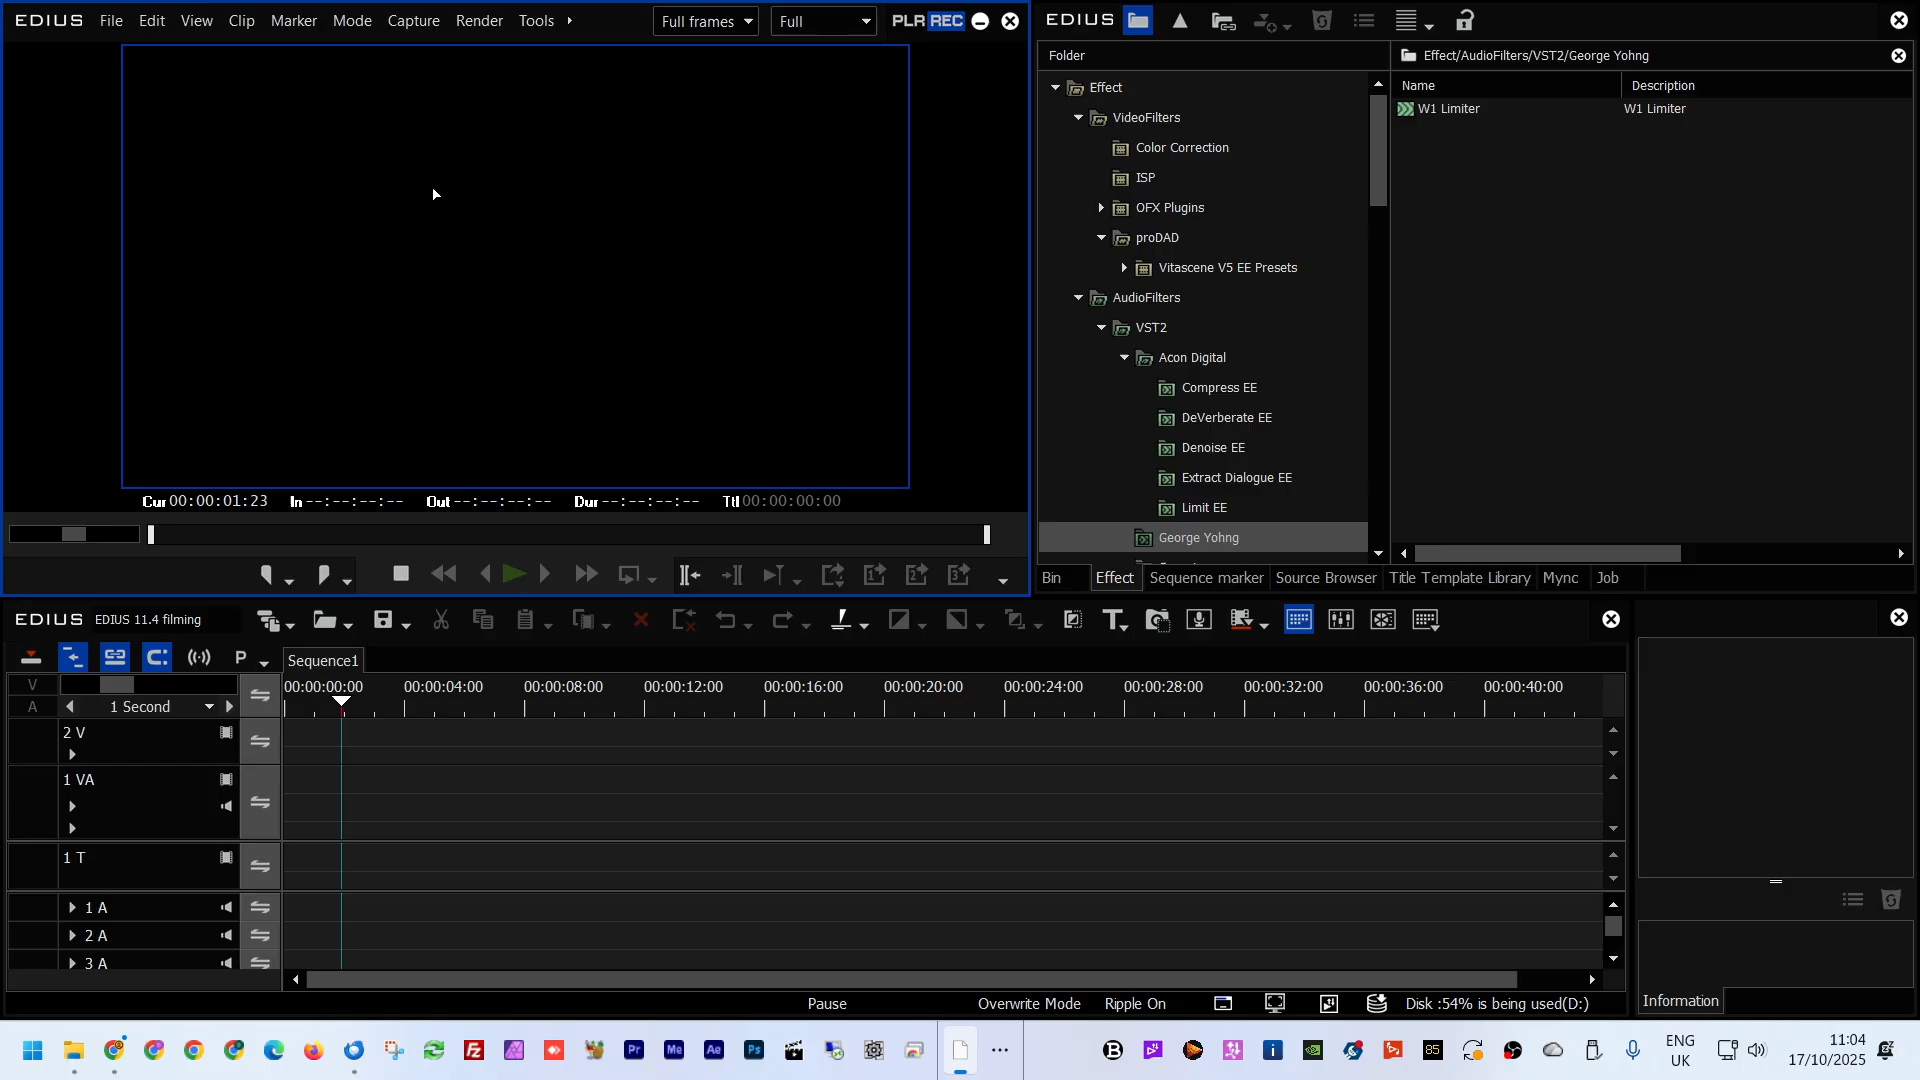 EDIUS File Edit View Clip Marker Mode Capture Render Tools Full frames Full PLR REC
Cur 00:00:01:23 In --:--:--:-- Out --:--:--:-- Dur --:--:--:-- Ttl 00:00:00:00
EDIUS
Folder
Effect
VideoFilters
Color Correction
ISP
OFX Plugins
proDAD
Vitascene V5 EE Presets
AudioFilters
VST2
Acon Digital
Compress EE
DeVerberate EE
Denoise EE
Extract Dialogue EE
Limit EE
George Yohng
Effect/AudioFilters/VST2/George Yohng
Name Description
W1 Limiter W1 Limiter
Bin Effect Sequence marker Source Browser Title Template Library Mync Job
EDIUS EDIUS 11.4 filming
P Sequence1
V
A
1 Second
00:00:00:00 00:00:04:00 00:00:08:00 00:00:12:00 00:00:16:00 00:00:20:00 00:00:24:00 00:00:28:00 00:00:32:00 00:00:36:00 00:00:40:00
2 V
1 VA
1 T
1 A
2 A
3 A
Pause Overwrite Mode Ripple On Disk :54% is being used(D:)
Information
Fz Pr Me Ae Ps B i 85
ENG
UK
11:04
17/10/2025